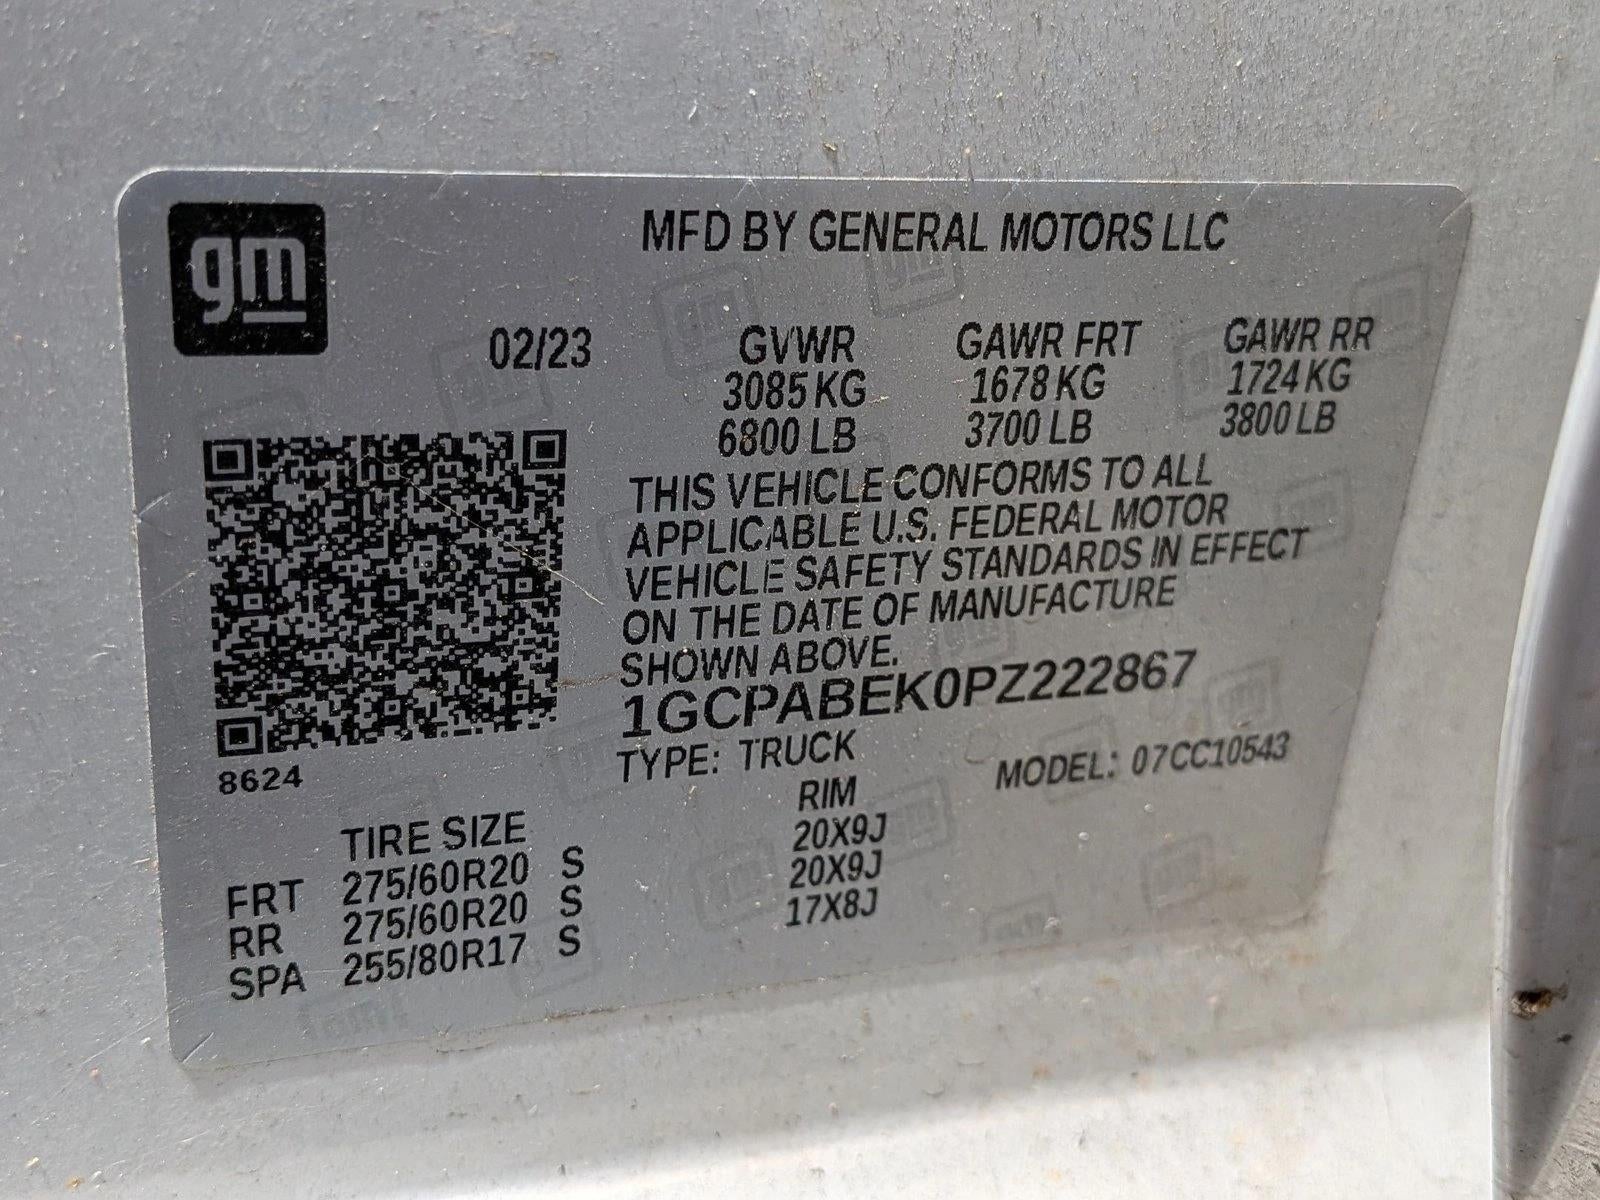 gm
MFD BY GENERAL MOTORS LLC
02/23 GVWR GAWR FRT GAWR RR
3085 KG 1678 KG 1724 KG
6800 LB 3700 LB 3800 LB
THIS VEHICLE CONFORMS TO ALL
APPLICABLE U.S. FEDERAL MOTOR
VEHICLE SAFETY STANDARDS IN EFFECT
ON THE DATE OF MANUFACTURE
SHOWN ABOVE.
1GCPABEK0PZ222867
TYPE: TRUCK MODEL: 07CC10543
8624
TIRE SIZE RIM
FRT 275/60R20 S 20X9J
RR 275/60R20 S 20X9J
SPA 255/80R17 S 17X8J